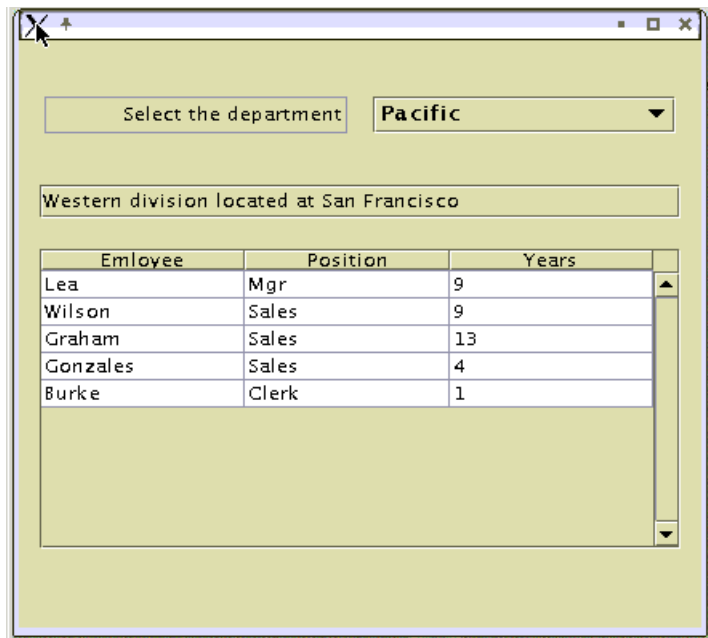 Select the department Pacific
Western division located at San Francisco
Emloyee Position Years
Lea Mgr 9
Wilson Sales 9
Graham Sales 13
Gonzales Sales 4
Burke Clerk 1